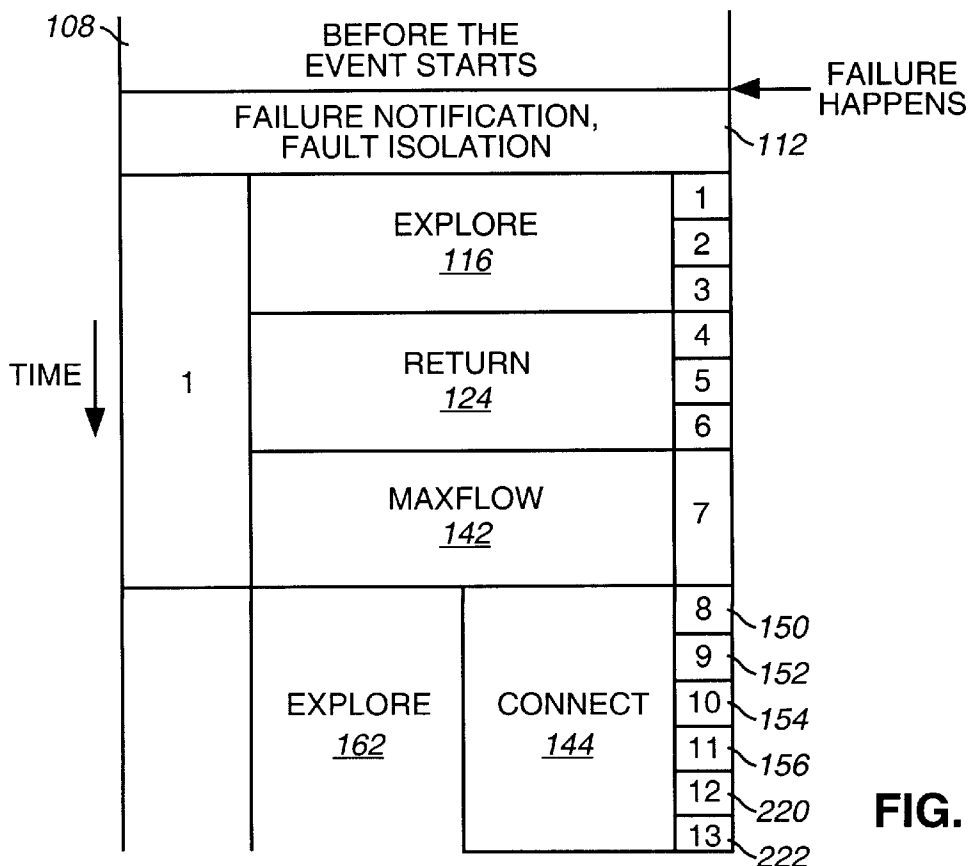 108
BEFORE THE
EVENT STARTS
FAILURE
HAPPENS
FAILURE NOTIFICATION,
FAULT ISOLATION
112
1
EXPLORE
116
1
2
3
TIME
RETURN
124
4
5
6
MAXFLOW
142
7
EXPLORE
162
CONNECT
144
8
150
9
152
10
154
11
156
12
220
13
222
FIG.